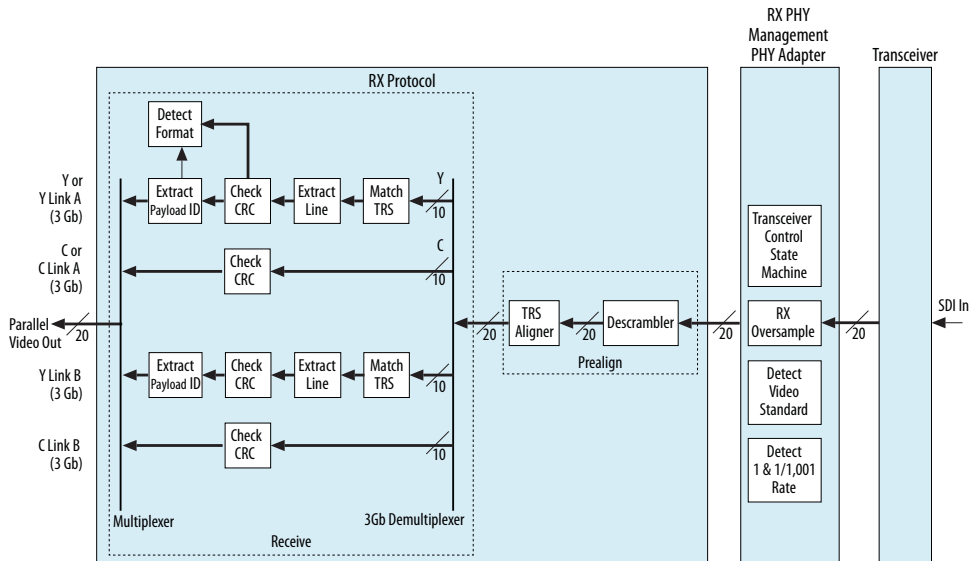 RX PHY
Management
PHY Adapter
Transceiver
RX Protocol
Detect
Format
Y or
Y Link A
(3 Gb)
Extract
Payload ID
Check
CRC
Extract
Line
Match
TRS
Y
10
C or
C Link A
(3 Gb)
Check
CRC
C
10
Transceiver
Control
State
Machine
Parallel
Video Out
20
20
TRS
Aligner
20
Descrambler
20
RX
Oversample
20
SDI In
Prealign
Y Link B
(3 Gb)
Extract
Payload ID
Check
CRC
Extract
Line
Match
TRS
10
Detect
Video
Standard
C Link B
(3 Gb)
Check
CRC
10
Detect
1 & 1/1,001
Rate
Multiplexer
3Gb Demultiplexer
Receive